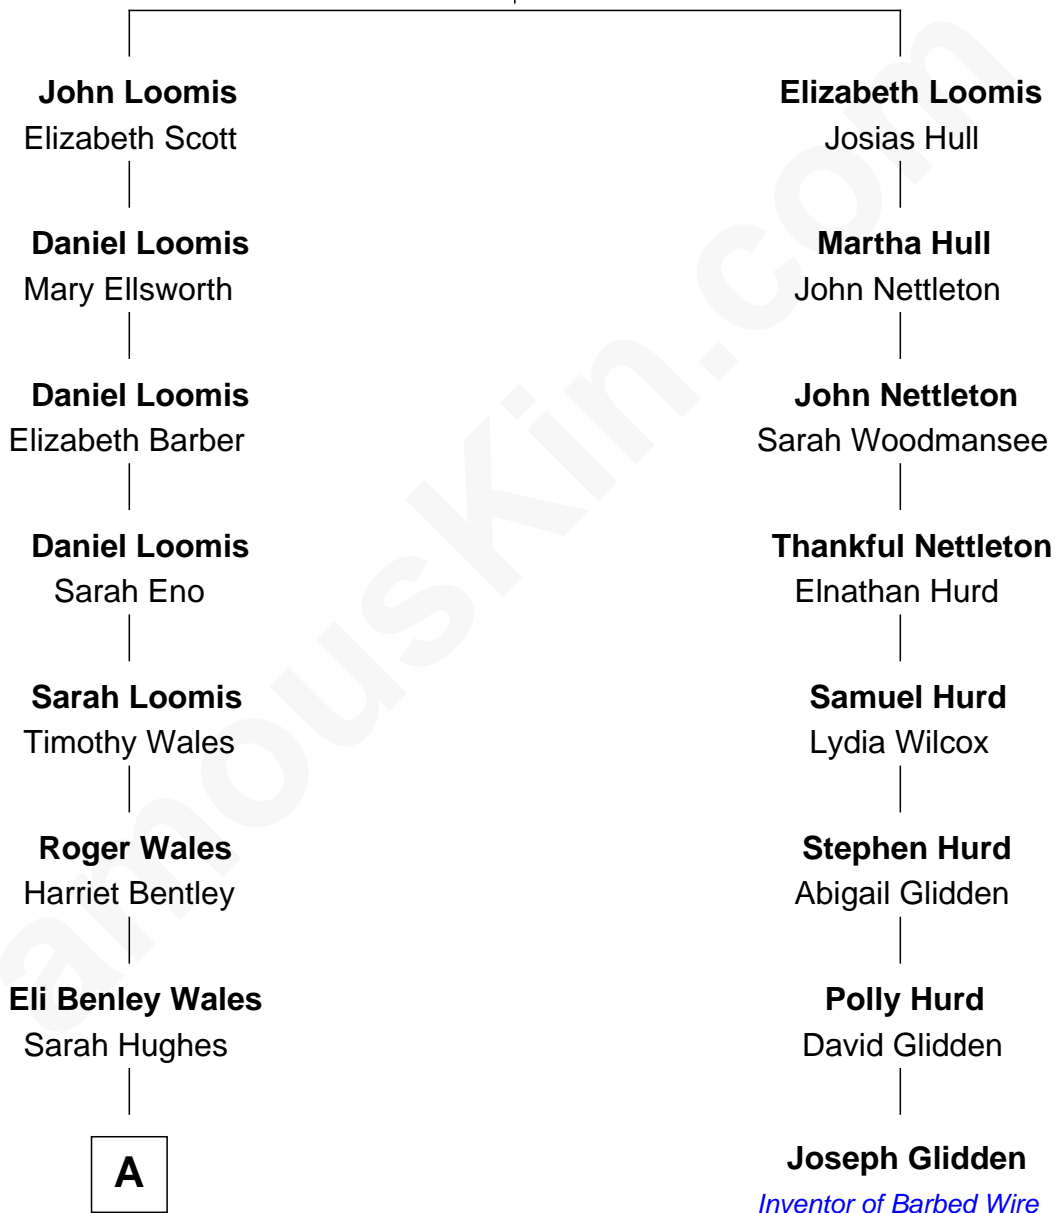 John Loomis
Elizabeth Scott
Daniel Loomis
Mary Ellsworth
Daniel Loomis
Elizabeth Barber
Daniel Loomis
Sarah Eno
Sarah Loomis
Timothy Wales
Roger Wales
Harriet Bentley
Eli Benley Wales
Sarah Hughes
A
Elizabeth Loomis
Josias Hull
Martha Hull
John Nettleton
John Nettleton
Sarah Woodmansee
Thankful Nettleton
Elnathan Hurd
Samuel Hurd
Lydia Wilcox
Stephen Hurd
Abigail Glidden
Polly Hurd
David Glidden
Joseph Glidden
Inventor of Barbed Wire
amouskin.com